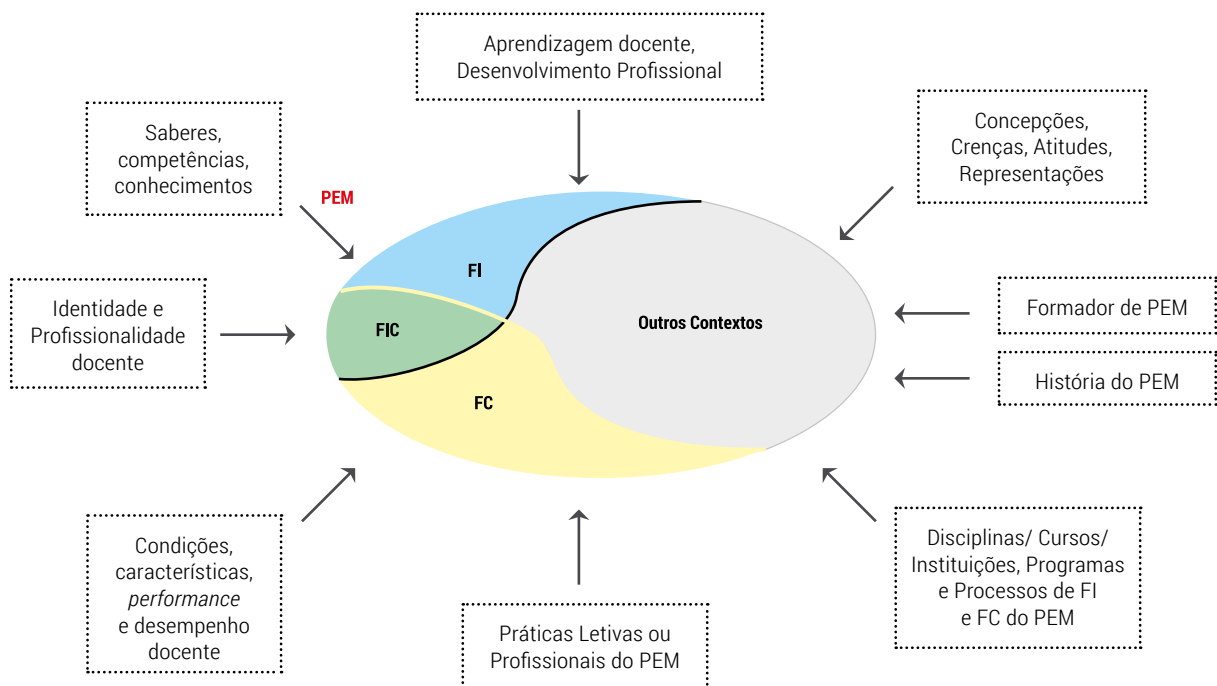 Aprendizagem docente,
Desenvolvimento Profissional
Saberes,
competências,
conhecimentos
Concepções,
Crenças, Atitudes,
Representações
PEM
FI
Identidade e
Profissionalidade
docente
FIC
Outros Contextos
Formador de PEM
História do PEM
FC
Condições,
características,
performance
e desempenho
docente
Práticas Letivas ou
Profissionais do PEM
Disciplinas/ Cursos/
Instituições, Programas
e Processos de FI
e FC do PEM